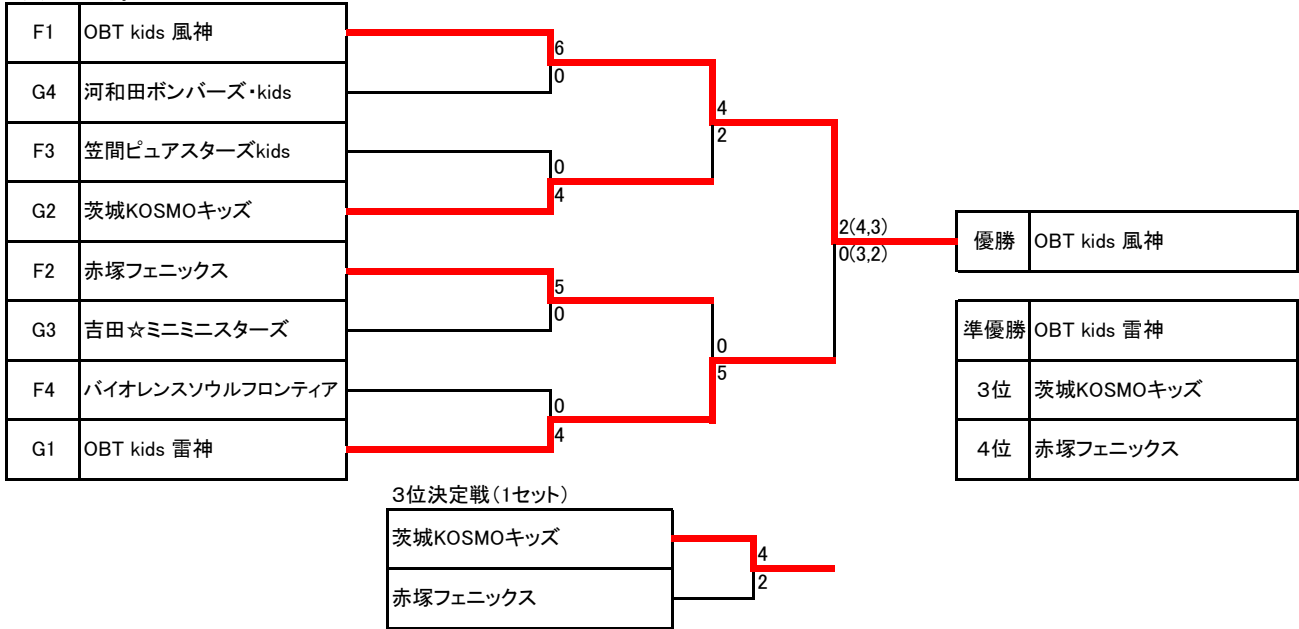 F1 OBT kids 風神
G4 河和田ボンバーズ・kids
F3 笠間ピュアスターズkids
G2 茨城KOSMOキッズ
F2 赤塚フェニックス
G3 吉田☆ミニミニスターズ
F4 バイオレンスソウルフロンティア
G1 OBT kids 雷神
6
0
0
4
5
0
0
4
4
2
0
5
2(4,3)
0(3,2)
優勝 OBT kids 風神
準優勝 OBT kids 雷神
3位 茨城KOSMOキッズ
4位 赤塚フェニックス
3位決定戦(1セット)
茨城KOSMOキッズ
赤塚フェニックス
4
2